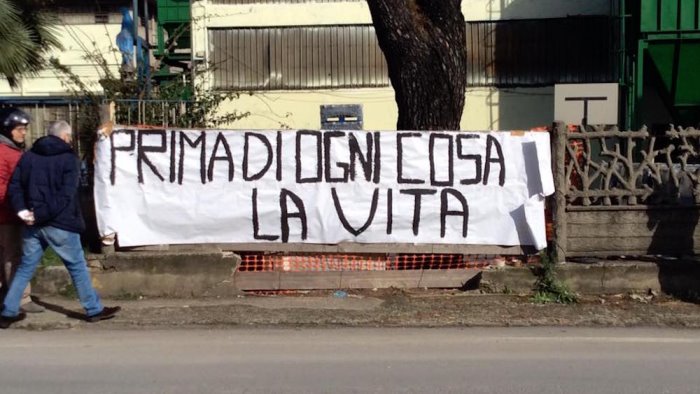 PRIMA DI OGNI COSA
LA VITA